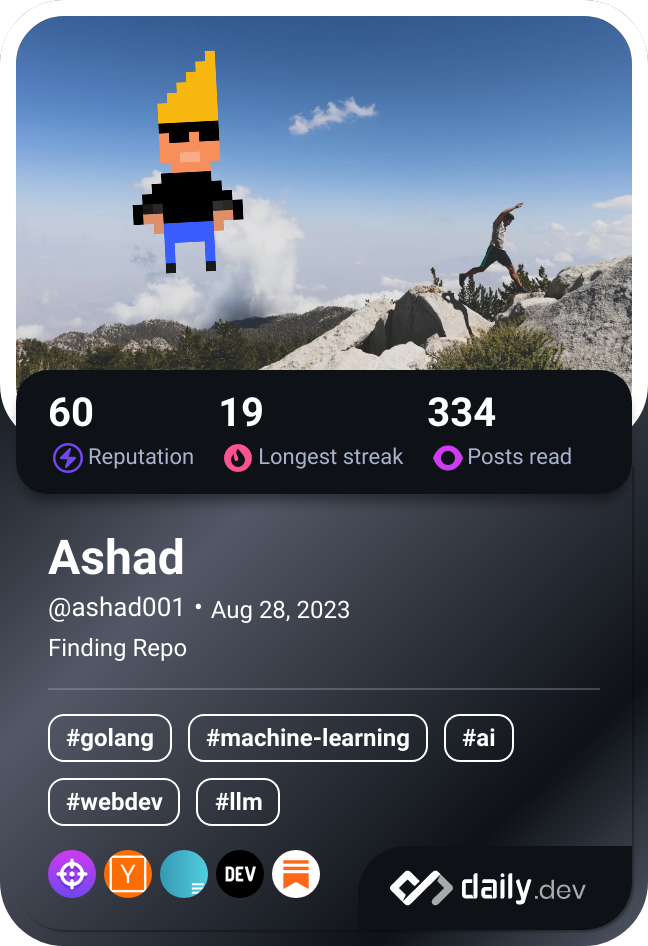 60 19 334
Reputation Longest streak Posts read
Ashad
@ashad001 • Aug 28, 2023
Finding Repo
#golang #machine-learning #ai
#webdev #llm
Y DEV daily.dev